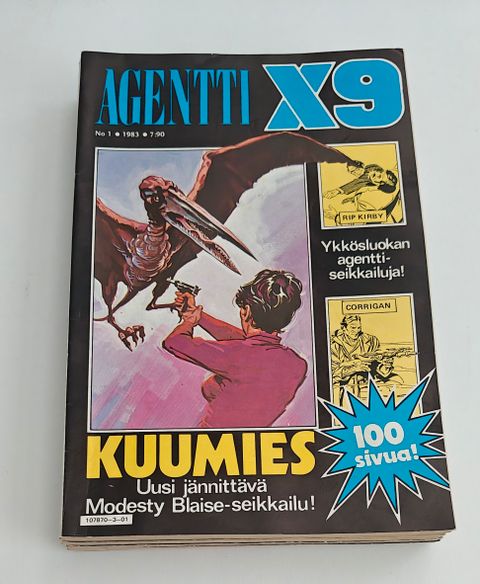 AGENTTI X9
No 1 ● 1983 ● 7:90
RIP KIRBY
Ykkösluokan
agentti-
seikkailuja!
CORRIGAN
100
sivua!
KUUMIES
Uusi jännittävä
Modesty Blaise-seikkailu!
107870-3-01